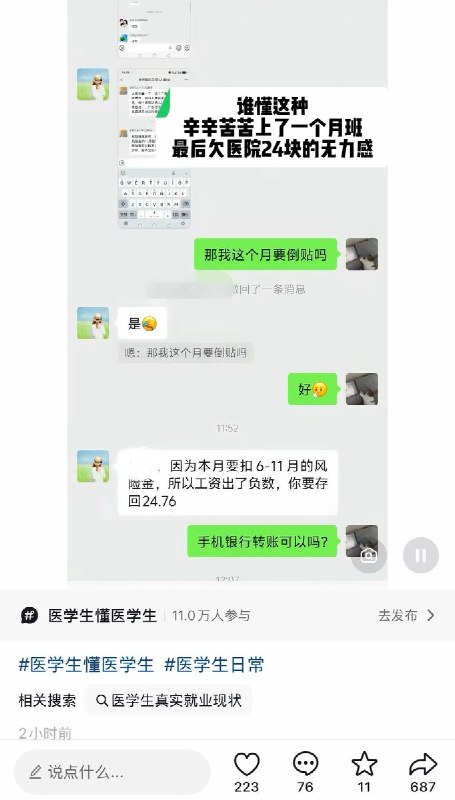 谁懂这种
辛辛苦苦上了一个月班
最后欠医院24块的无力感
那我这个月要倒贴吗
撤回了一条消息
是
嗯：那我这个月要倒贴吗
好
11:52
，因为本月要扣 6-11 月的风
险金，所以工资出了负数，你要存
回24.76
手机银行转账可以吗?
12:07
医学生懂医学生
11.0万人参与
去发布
#医学生懂医学生 #医学生日常
相关搜索
医学生真实就业现状
2小时前
说点什么...
223
76
11
687